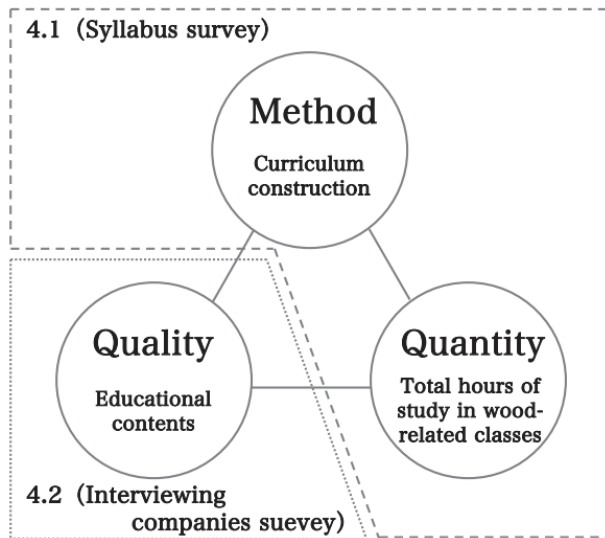 4.1 (Syllabus survey)
Method
Curriculum
construction
Quality
Educational
contents
Quantity
Total hours of
study in wood-
related classes
4.2 (Interviewing
companies suevey)